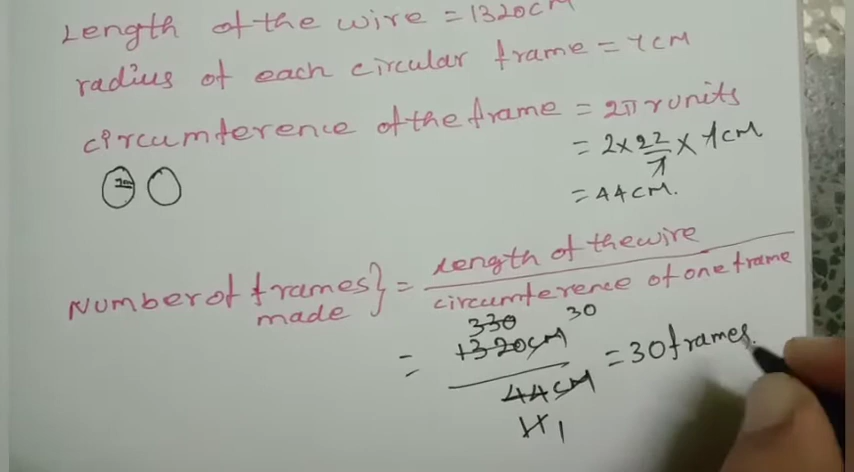 Length of the wire = 1320cm
radius of each circular frame = 7cm
circumference of the frame = 2πr units
= 2×22/7 × 7cm
7cm
= 44cm.
Number of frames made } = Length of the wire / circumference of one frame
330 30
= 1320cm / 44cm = 30 frames.
11 1